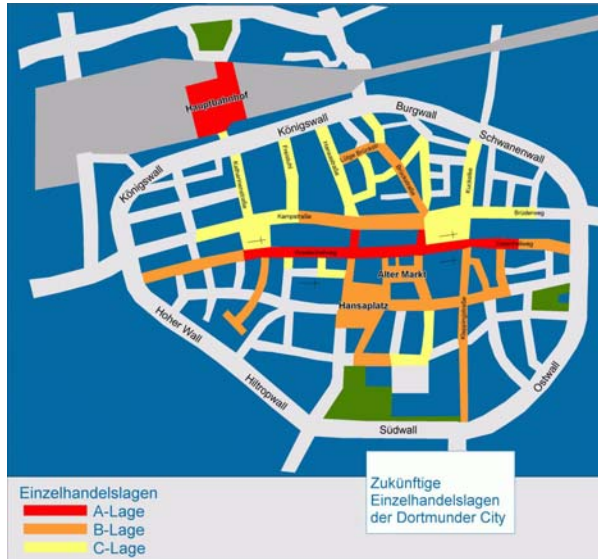 Hauptbahnhof
Königswall
Königswall
Burgwall
Schwanenwall
Kampstraße
Brüderweg
Alter Markt
Hansaplatz
Hoher Wall
Hiltropwall
Südwall
Ostwall
Einzelhandelslagen
A-Lage
B-Lage
C-Lage
Zukünftige
Einzelhandelslagen
der Dortmunder City